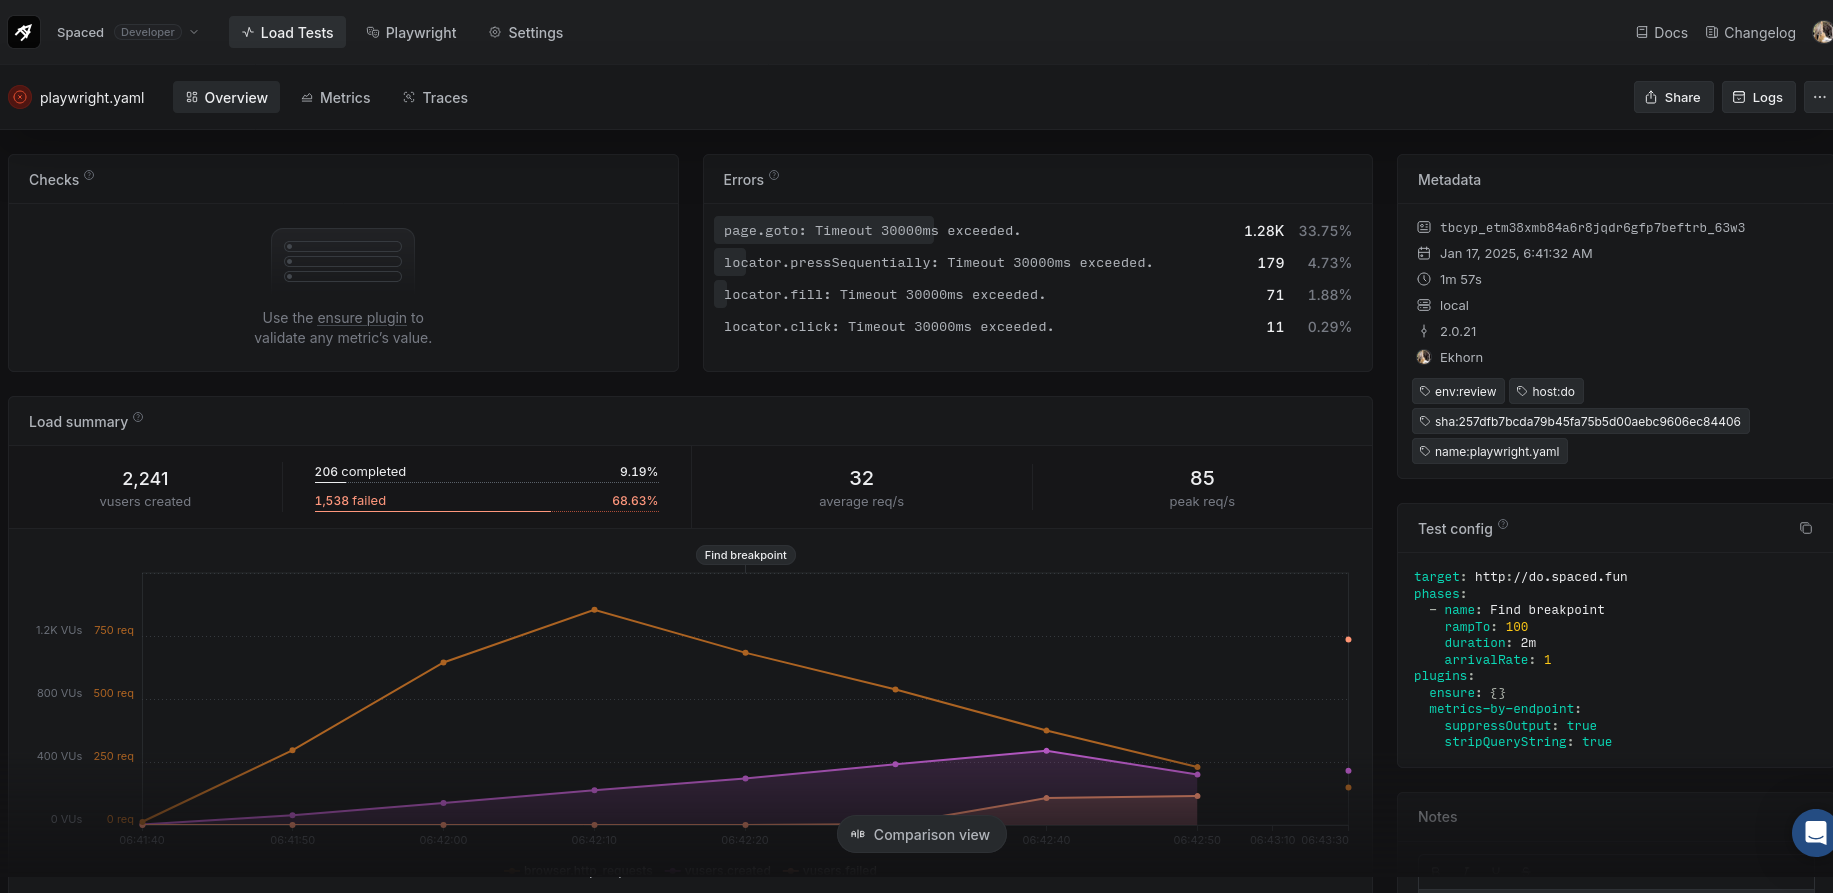 Spaced Developer Load Tests Playwright Settings Docs Changelog
playwright.yaml Overview Metrics Traces Share Logs ...
Checks
Use the ensure plugin to
validate any metric's value.
Errors
page.goto: Timeout 30000ms exceeded. 1.28K 33.75%
locator.pressSequentially: Timeout 30000ms exceeded. 179 4.73%
locator.fill: Timeout 30000ms exceeded. 71 1.88%
locator.click: Timeout 30000ms exceeded. 11 0.29%
Metadata
tbcyp_etm38xmb84a6r8jqdr6gfp7beftrb_63w3
Jan 17, 2025, 6:41:32 AM
1m 57s
local
2.0.21
Ekhorn
env:review host:do
sha:257dfb7bcda79b45fa75b5d00aebc9606ec84406
name:playwright.yaml
Load summary
2,241
vusers created
206 completed 9.19%
1,538 failed 68.63%
32
average req/s
85
peak req/s
Find breakpoint
1.2K VUs 750 req
800 VUs 500 req
400 VUs 250 req
0 VUs 0 req
06:41:40 06:41:50 06:42:00 06:42:10 06:42:20 06:42:40 06:42:50 06:43:10 06:43:30
browser.http_requests vusers.created vusers.failed
A|B Comparison view
Test config
target: http://do.spaced.fun
phases:
- name: Find breakpoint
rampTo: 100
duration: 2m
arrivalRate: 1
plugins:
ensure: {}
metrics-by-endpoint:
suppressOutput: true
stripQueryString: true
Notes